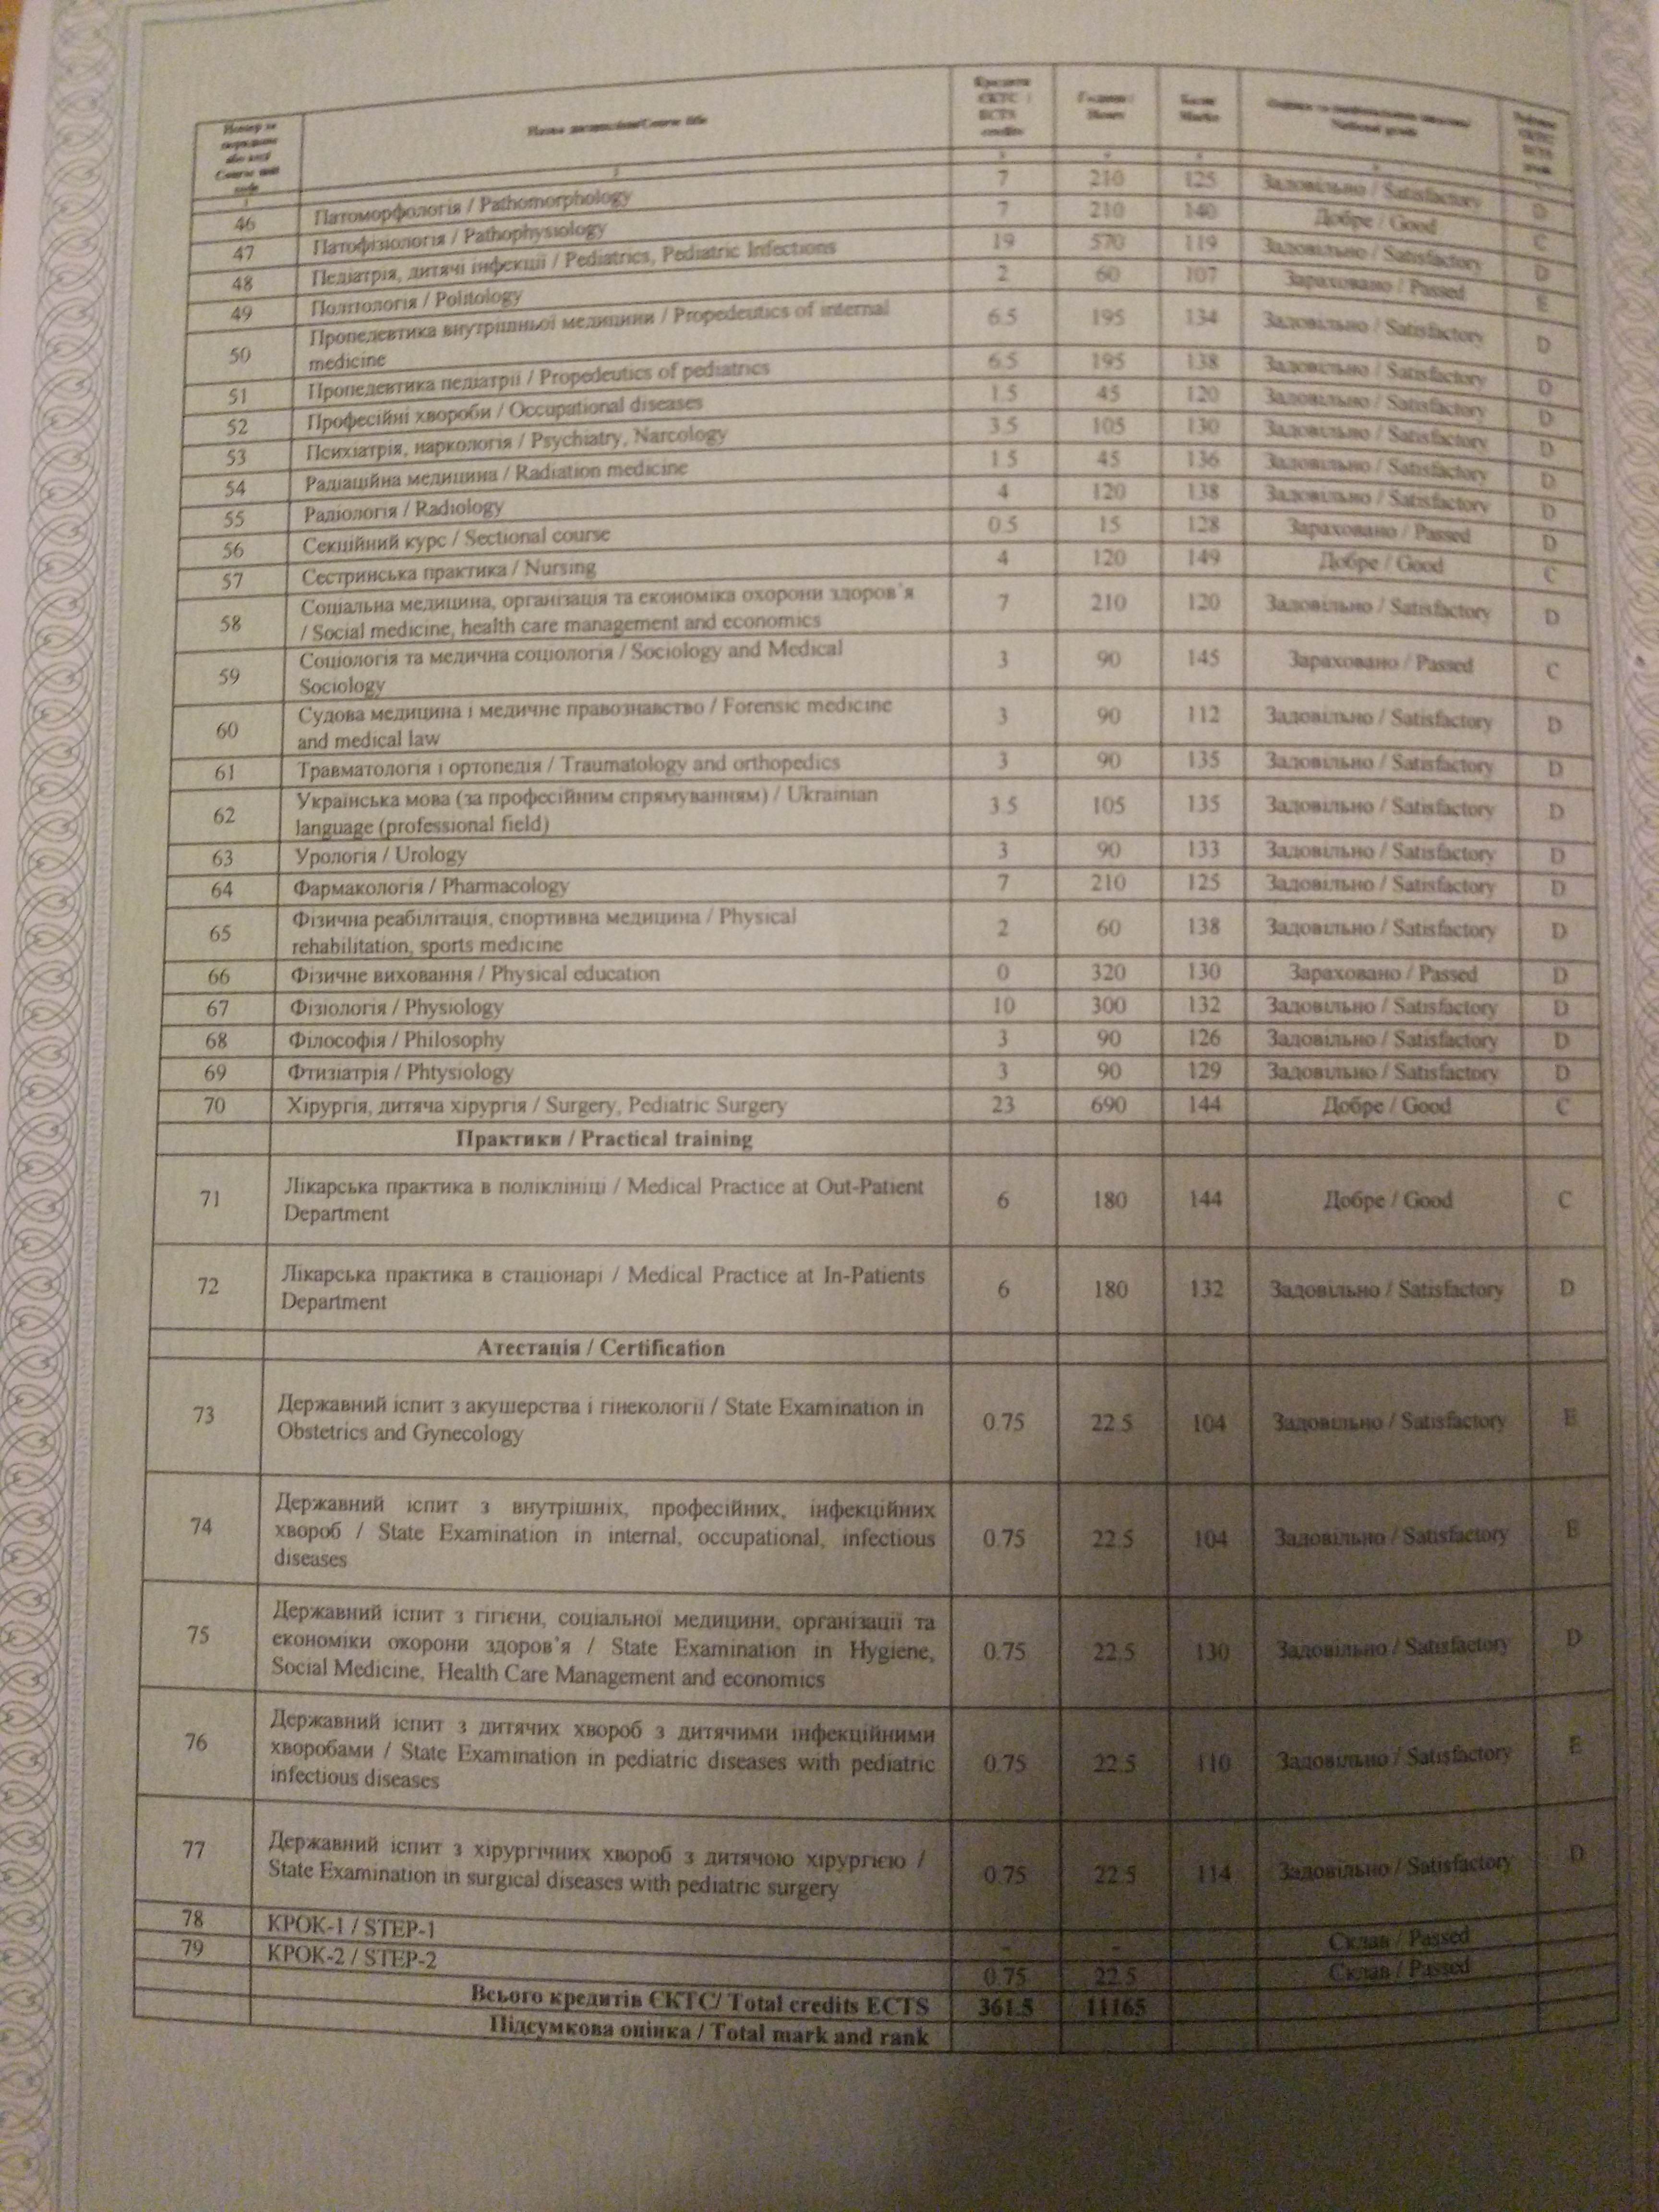 Назва дисципліни/Course title
Кредити ЄКТС / ECTS credits
Години / Hours
Бали/ Marks
National grade
Course unit code
46 Патоморфологія / Pathomorphology 7 210 125 Задовільно / Satisfactory D
47 Патофізіологія / Pathophysiology 7 210 140 Добре / Good C
48 Педіатрія, дитячі інфекції / Pediatrics, Pediatric Infections 19 570 119 Задовільно / Satisfactory D
49 Політологія / Politology 2 60 107 Зараховано / Passed E
50 Пропедевтика внутрішньої медицини / Propedeutics of internal
medicine 6.5 195 134 Задовільно / Satisfactory D
51 Пропедевтика педіатрії / Propedeutics of pediatrics 6.5 195 138 Задовільно / Satisfactory D
52 Професійні хвороби / Occupational diseases 1.5 45 120 Задовільно / Satisfactory D
53 Психіатрія, наркологія / Psychiatry, Narcology 3.5 105 130 Задовільно / Satisfactory D
54 Радіаційна медицина / Radiation medicine 1.5 45 136 Задовільно / Satisfactory D
55 Радіологія / Radiology 4 120 138 Задовільно / Satisfactory D
56 Секційний курс / Sectional course 0.5 15 128 Зараховано / Passed D
57 Сестринська практика / Nursing 4 120 149 Добре / Good C
58 Соціальна медицина, організація та економіка охорони здоров'я
/ Social medicine, health care management and economics 7 210 120 Задовільно / Satisfactory D
59 Соціологія та медична соціологія / Sociology and Medical
Sociology 3 90 145 Зараховано / Passed C
60 Судова медицина і медичне правознавство / Forensic medicine
and medical law 3 90 112 Задовільно / Satisfactory D
61 Травматологія і ортопедія / Traumatology and orthopedics 3 90 135 Задовільно / Satisfactory D
62 Українська мова (за професійним спрямуванням) / Ukrainian
language (professional field) 3.5 105 135 Задовільно / Satisfactory D
63 Урологія / Urology 3 90 133 Задовільно / Satisfactory D
64 Фармакологія / Pharmacology 7 210 125 Задовільно / Satisfactory D
65 Фізична реабілітація, спортивна медицина / Physical
rehabilitation, sports medicine 2 60 138 Задовільно / Satisfactory D
66 Фізичне виховання / Physical education 0 320 130 Зараховано / Passed D
67 Фізіологія / Physiology 10 300 132 Задовільно / Satisfactory D
68 Філософія / Philosophy 3 90 126 Задовільно / Satisfactory D
69 Фтизіатрія / Phtysiology 3 90 129 Задовільно / Satisfactory D
70 Хірургія, дитяча хірургія / Surgery, Pediatric Surgery 23 690 144 Добре / Good C
Практики / Practical training
71 Лікарська практика в поліклініці / Medical Practice at Out-Patient
Department 6 180 144 Добре / Good C
72 Лікарська практика в стаціонарі / Medical Practice at In-Patients
Department 6 180 132 Задовільно / Satisfactory D
Атестація / Certification
73 Державний іспит з акушерства і гінекології / State Examination in
Obstetrics and Gynecology 0.75 22.5 104 Задовільно / Satisfactory E
74 Державний іспит з внутрішніх, професійних, інфекційних
хвороб / State Examination in internal, occupational, infectious
diseases 0.75 22.5 104 Задовільно / Satisfactory E
75 Державний іспит з гігієни, соціальної медицини, організації та
економіки охорони здоров'я / State Examination in Hygiene,
Social Medicine, Health Care Management and economics 0.75 22.5 130 Задовільно / Satisfactory D
76 Державний іспит з дитячих хвороб з дитячими інфекційними
хворобами / State Examination in pediatric diseases with pediatric
infectious diseases 0.75 22.5 110 Задовільно / Satisfactory E
77 Державний іспит з хірургічних хвороб з дитячою хірургією /
State Examination in surgical diseases with pediatric surgery 0.75 22.5 114 Задовільно / Satisfactory D
78 КРОК-1 / STEP-1 - - Склав / Passed
79 КРОК-2 / STEP-2 0.75 22.5 Склав / Passed
Всього кредитів ЄКТС/ Total credits ECTS 361.5 11165
Підсумкова оцінка / Total mark and rank